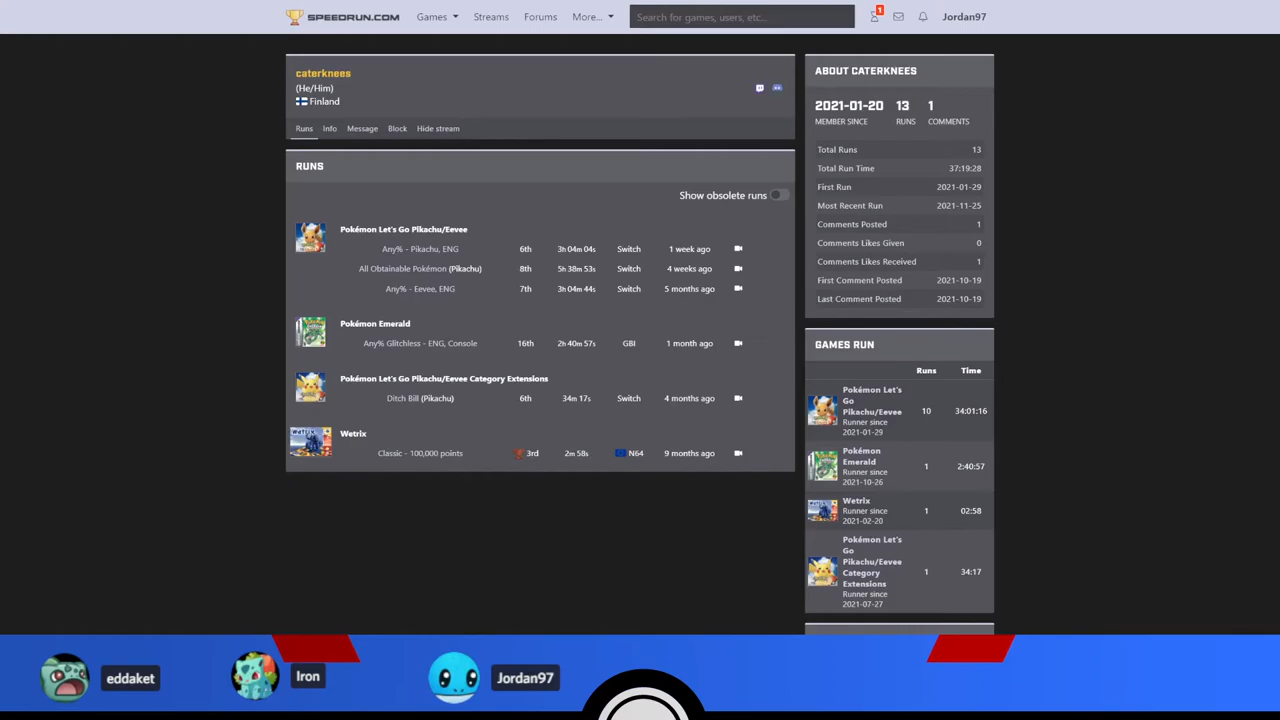 SPEEDRUN.COM Games Streams Forums More... Search for games, users, etc... 1 Jordan97
caterknees
(He/Him)
Finland
Runs Info Message Block Hide stream
RUNS
Show obsolete runs
Pokémon Let's Go Pikachu/Eevee
Any% - Pikachu, ENG 6th 3h 04m 04s Switch 1 week ago
All Obtainable Pokémon (Pikachu) 8th 5h 38m 53s Switch 4 weeks ago
Any% - Eevee, ENG 7th 3h 04m 44s Switch 5 months ago
Pokémon Emerald
Any% Glitchless - ENG, Console 16th 2h 40m 57s GBI 1 month ago
Pokémon Let's Go Pikachu/Eevee Category Extensions
Ditch Bill (Pikachu) 6th 34m 17s Switch 4 months ago
Wetrix
Classic - 100,000 points 3rd 2m 58s N64 9 months ago
ABOUT CATERKNEES
2021-01-20 13 1
MEMBER SINCE RUNS COMMENTS
Total Runs 13
Total Run Time 37:19:28
First Run 2021-01-29
Most Recent Run 2021-11-25
Comments Posted 1
Comments Likes Given 0
Comments Likes Received 1
First Comment Posted 2021-10-19
Last Comment Posted 2021-10-19
GAMES RUN
Runs Time
Pokémon Let's
Go
Pikachu/Eevee 10 34:01:16
Runner since
2021-01-29
Pokémon
Emerald
Runner since 1 2:40:57
2021-10-26
Wetrix
Runner since 1 02:58
2021-02-20
Pokémon Let's
Go
Pikachu/Eevee
Category 1 34:17
Extensions
Runner since
2021-07-27
eddaket Iron Jordan97